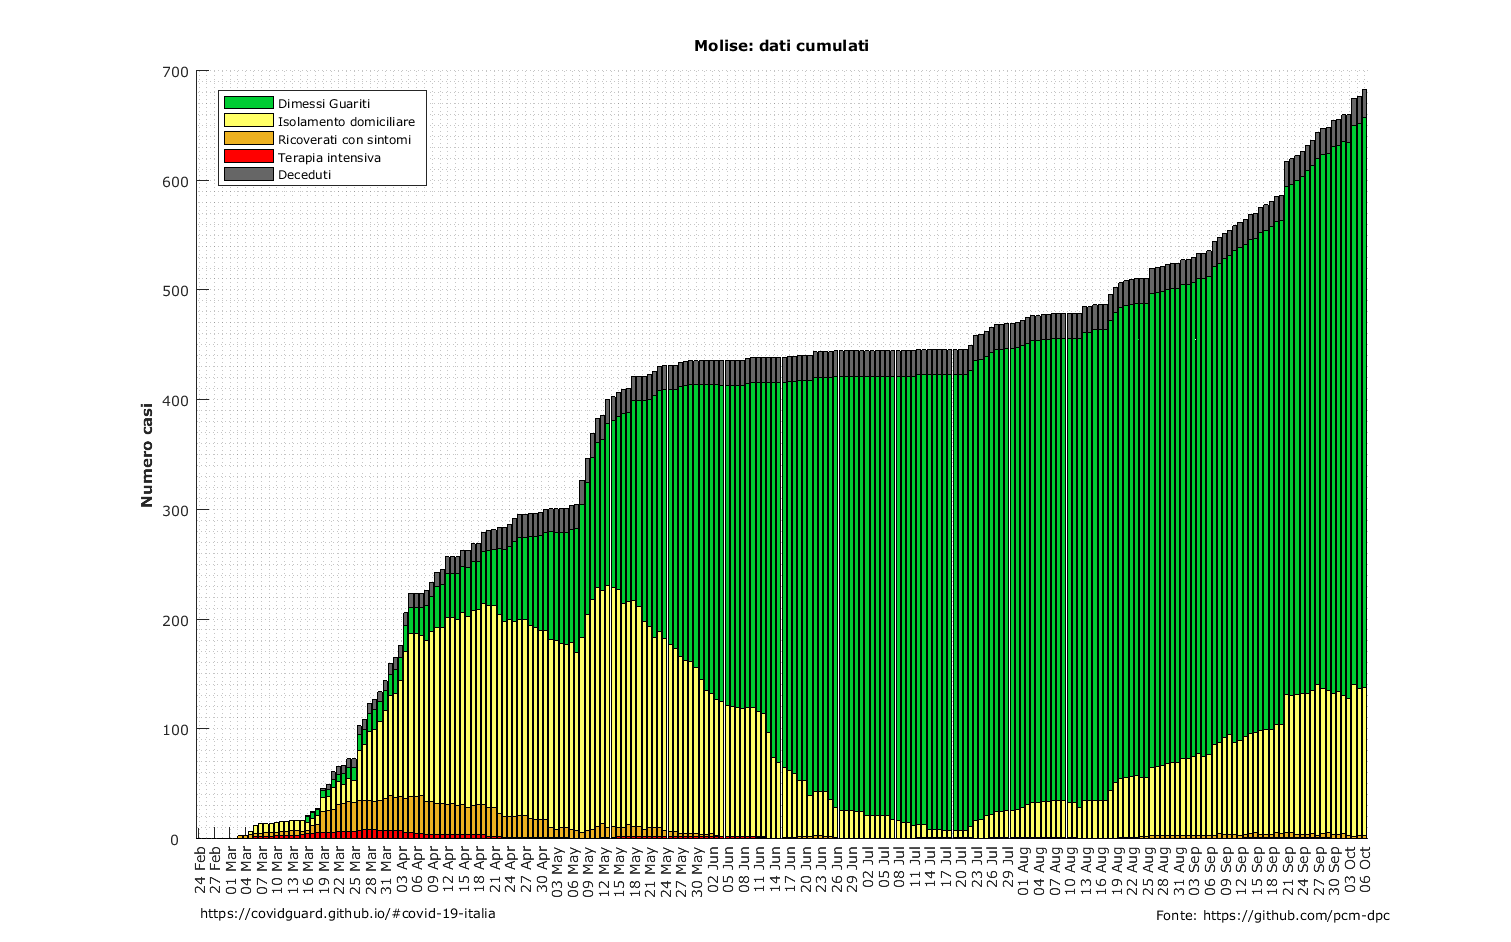 Molise: dati cumulati
Numero casi
700
600
500
400
300
200
100
0
Dimessi Guariti
Isolamento domiciliare
Ricoverati con sintomi
Terapia intensiva
Deceduti
24 Feb
27 Feb
01 Mar
04 Mar
07 Mar
10 Mar
13 Mar
16 Mar
19 Mar
22 Mar
25 Mar
28 Mar
31 Mar
03 Apr
06 Apr
09 Apr
12 Apr
15 Apr
18 Apr
21 Apr
24 Apr
27 Apr
30 Apr
03 May
06 May
09 May
12 May
15 May
18 May
21 May
24 May
27 May
30 May
02 Jun
05 Jun
08 Jun
11 Jun
14 Jun
17 Jun
20 Jun
23 Jun
26 Jun
29 Jun
02 Jul
05 Jul
08 Jul
11 Jul
14 Jul
17 Jul
20 Jul
23 Jul
26 Jul
29 Jul
01 Aug
04 Aug
07 Aug
10 Aug
13 Aug
16 Aug
19 Aug
22 Aug
25 Aug
28 Aug
31 Aug
03 Sep
06 Sep
09 Sep
12 Sep
15 Sep
18 Sep
21 Sep
24 Sep
27 Sep
30 Sep
03 Oct
06 Oct
https://covidguard.github.io/#covid-19-italia
Fonte: https://github.com/pcm-dpc